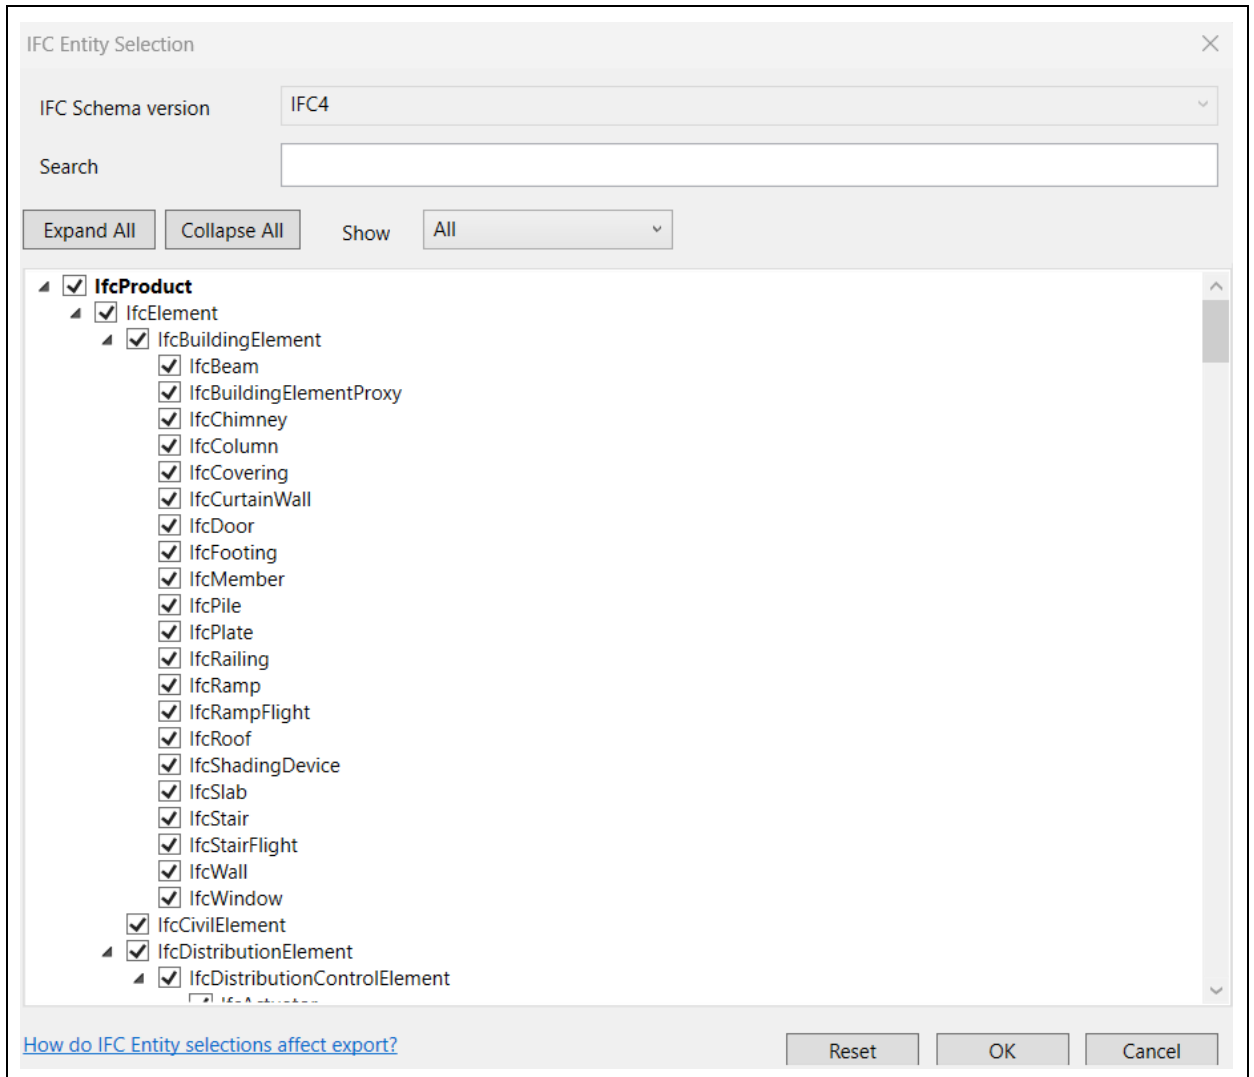 IFC Entity Selection
IFC Schema version IFC4
Search
Expand All Collapse All Show All
IfcProduct
IfcElement
IfcBuildingElement
IfcBeam
IfcBuildingElementProxy
IfcChimney
IfcColumn
IfcCovering
IfcCurtainWall
IfcDoor
IfcFooting
IfcMember
IfcPile
IfcPlate
IfcRailing
IfcRamp
IfcRampFlight
IfcRoof
IfcShadingDevice
IfcSlab
IfcStair
IfcStairFlight
IfcWall
IfcWindow
IfcCivilElement
IfcDistributionElement
IfcDistributionControlElement
IfcActuator
How do IFC Entity selections affect export? Reset OK Cancel